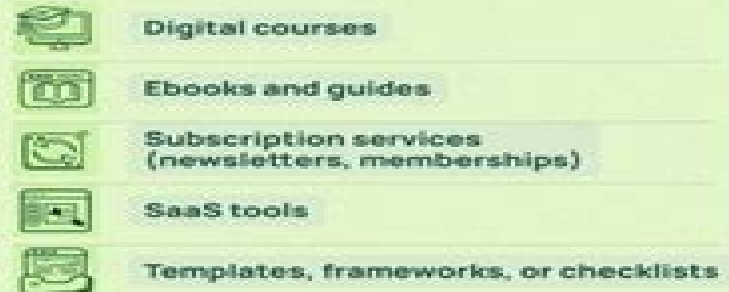 Digital courses
Ebooks and guides
Subscription services
(newsletters, memberships)
SaaS tools
Templates, frameworks, or checklists